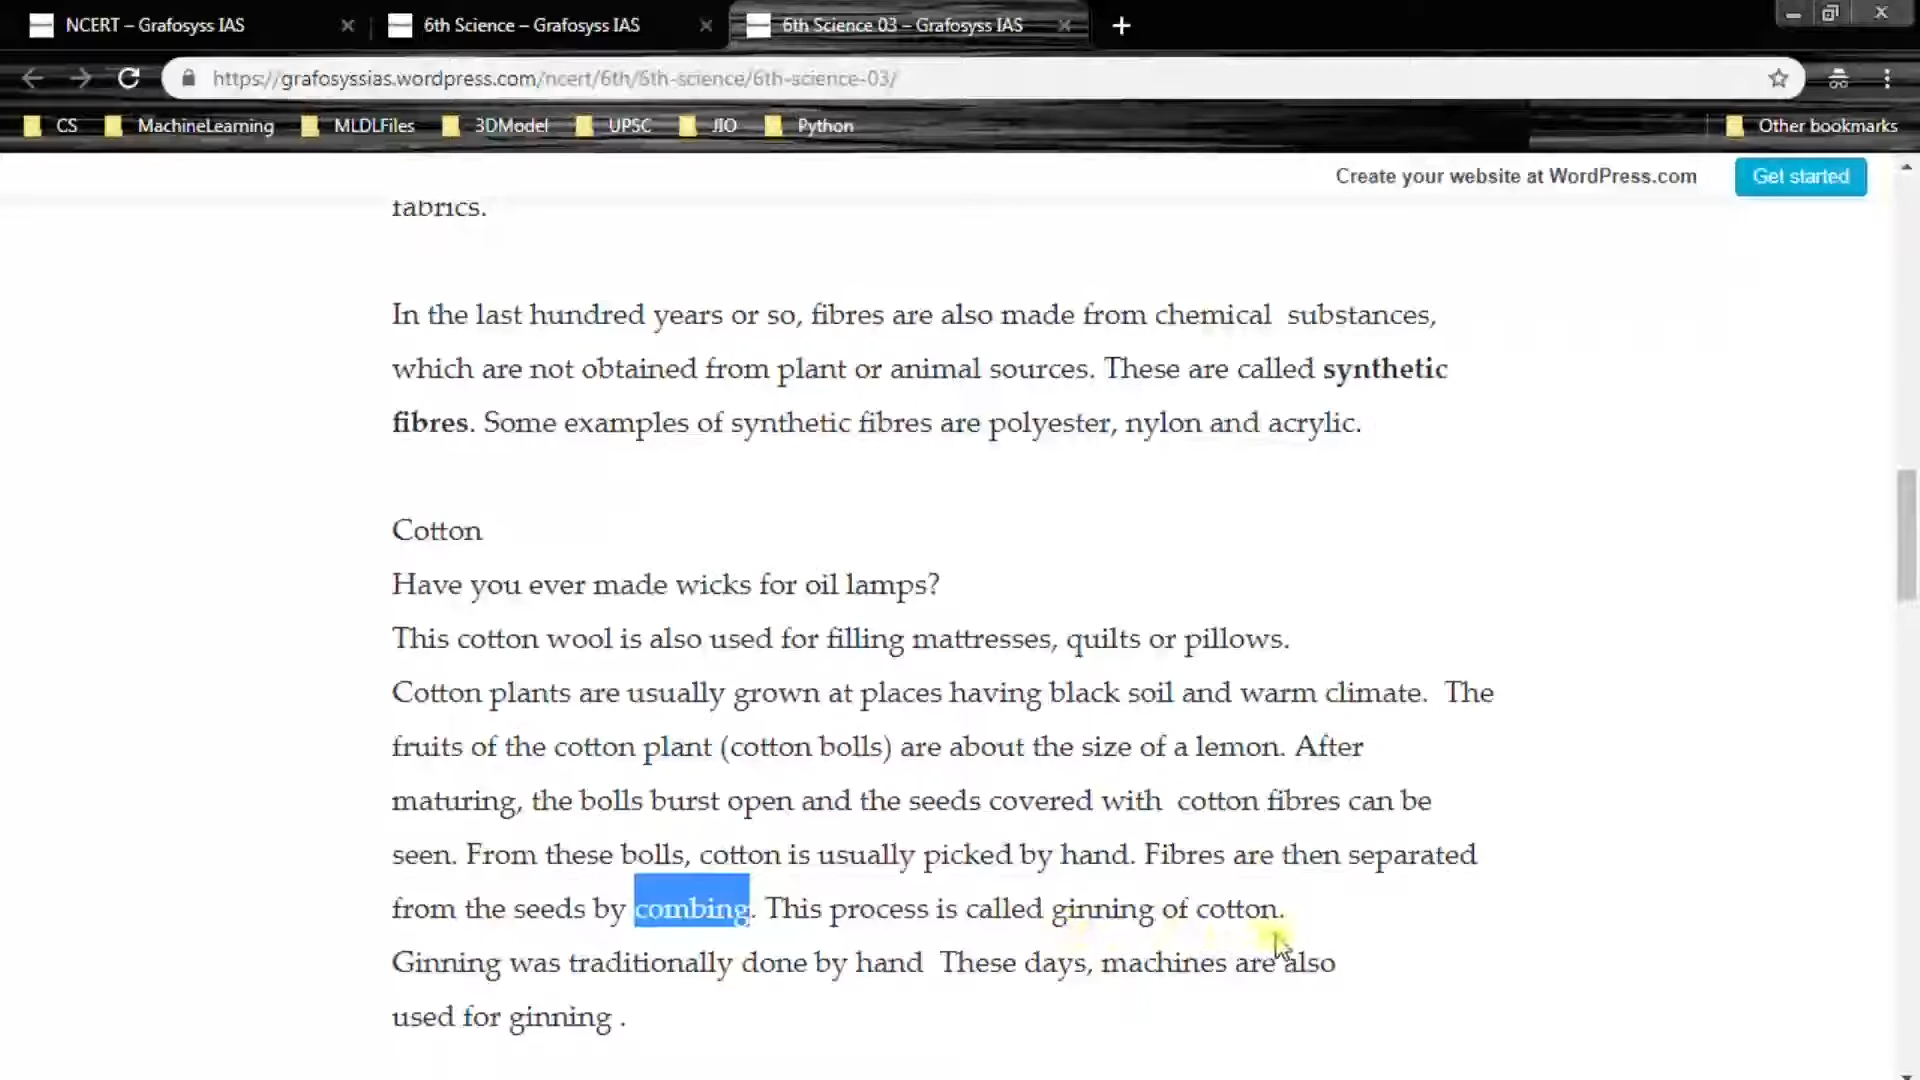 NCERT – Grafosyss IAS
6th Science – Grafosyss IAS
6th Science 03 – Grafosyss IAS
https://grafosyssias.wordpress.com/ncert/6th/6th-science/6th-science-03/
CS MachineLearning MLDLFiles 3DModel UPSC JIO Python Other bookmarks
Create your website at WordPress.com Get started
fabrics.
In the last hundred years or so, fibres are also made from chemical substances,
which are not obtained from plant or animal sources. These are called synthetic
fibres. Some examples of synthetic fibres are polyester, nylon and acrylic.
Cotton
Have you ever made wicks for oil lamps?
This cotton wool is also used for filling mattresses, quilts or pillows.
Cotton plants are usually grown at places having black soil and warm climate. The
fruits of the cotton plant (cotton bolls) are about the size of a lemon. After
maturing, the bolls burst open and the seeds covered with cotton fibres can be
seen. From these bolls, cotton is usually picked by hand. Fibres are then separated
from the seeds by combing. This process is called ginning of cotton.
Ginning was traditionally done by hand These days, machines are also
used for ginning .